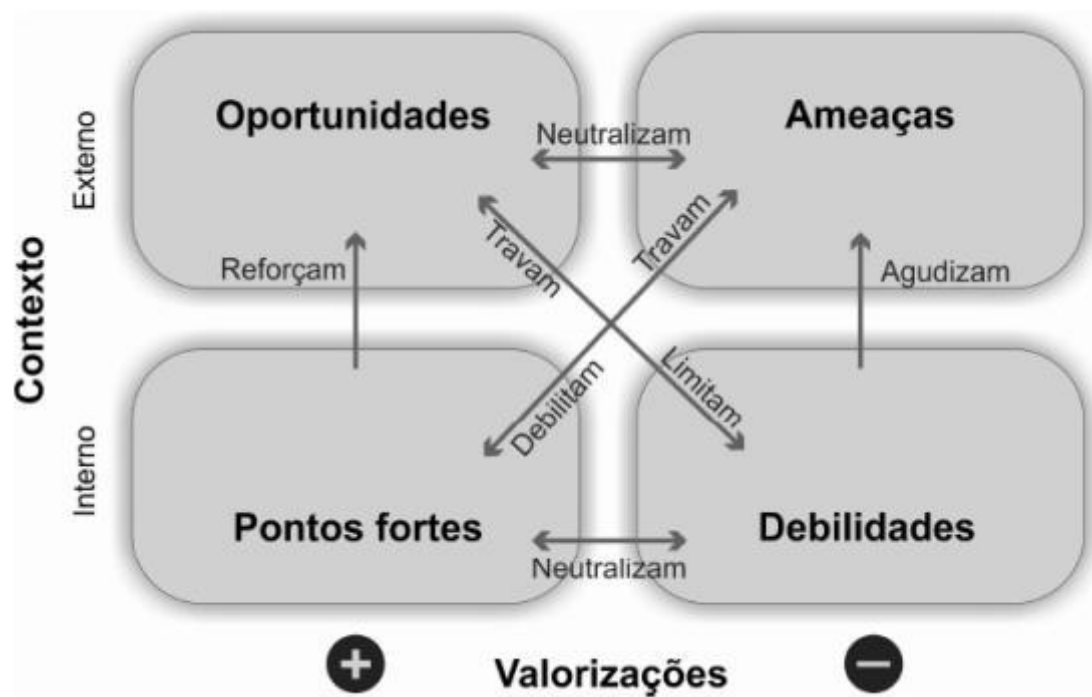 Contexto
Externo
Interno
Oportunidades
Ameaças
Neutralizam
Reforçam
Travam
Travam
Agudizam
Debilitam
Limitam
Pontos fortes
Debilidades
Neutralizam
+
Valorizações
−